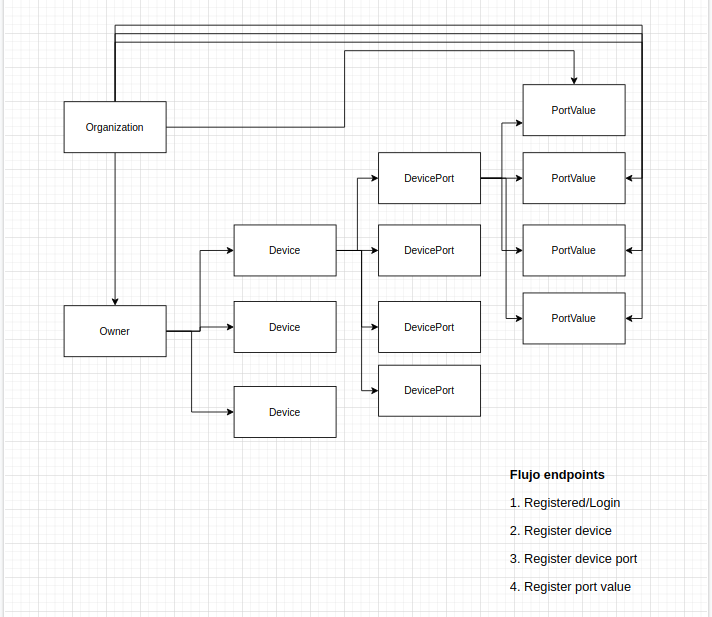 PortValue
Organization
DevicePort
PortValue
Device
DevicePort
PortValue
Owner
Device
DevicePort
PortValue
DevicePort
Device
Flujo endpoints
1. Registered/Login
2. Register device
3. Register device port
4. Register port value